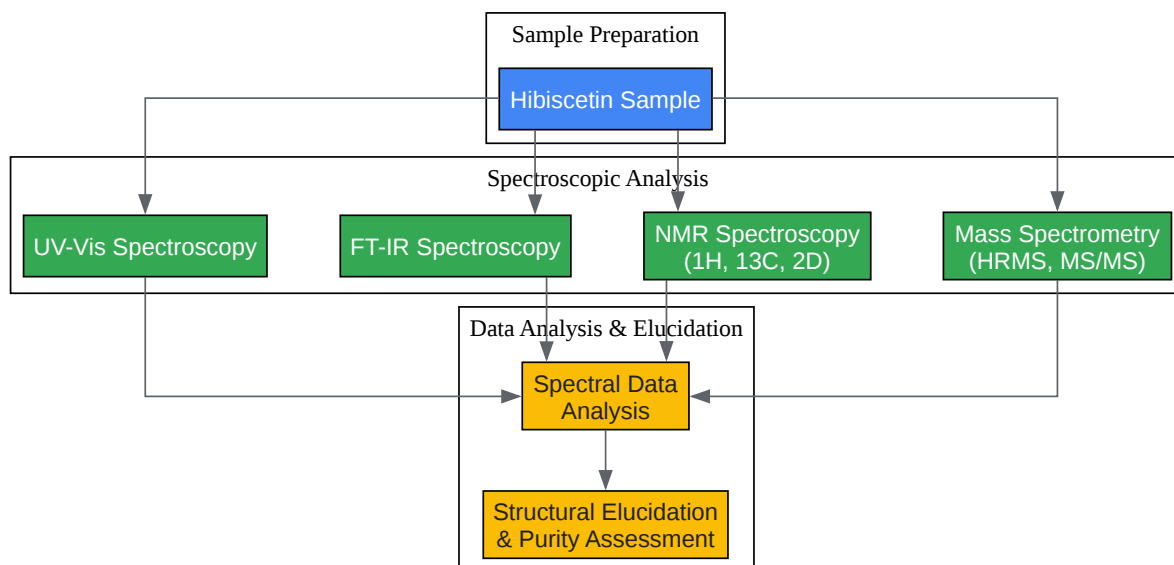 Sample Preparation
Hibiscetin Sample
Spectroscopic Analysis
UV-Vis Spectroscopy
FT-IR Spectroscopy
NMR Spectroscopy
(1H, 13C, 2D)
Mass Spectrometry
(HRMS, MS/MS)
Data Analysis & Elucidation
Spectral Data
Analysis
Structural Elucidation
& Purity Assessment